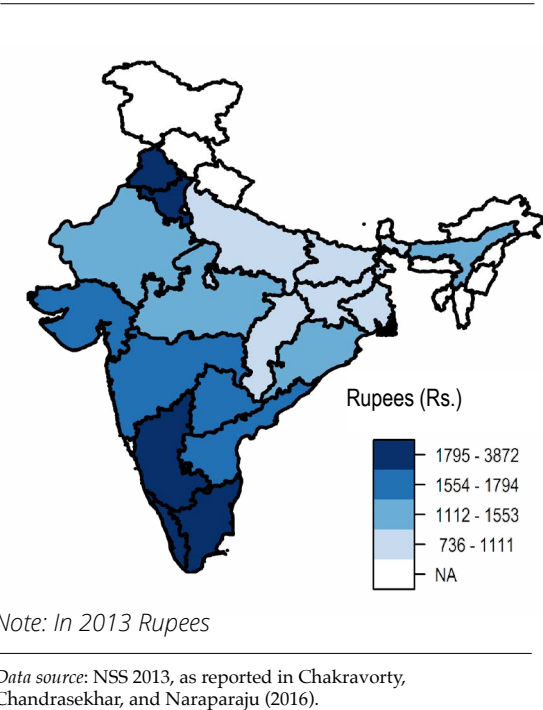 Rupees (Rs.)
1795 - 3872
1554 - 1794
1112 - 1553
736 - 1111
NA
Note: In 2013 Rupees
Data source: NSS 2013, as reported in Chakravorty,
Chandrasekhar, and Naraparaju (2016).